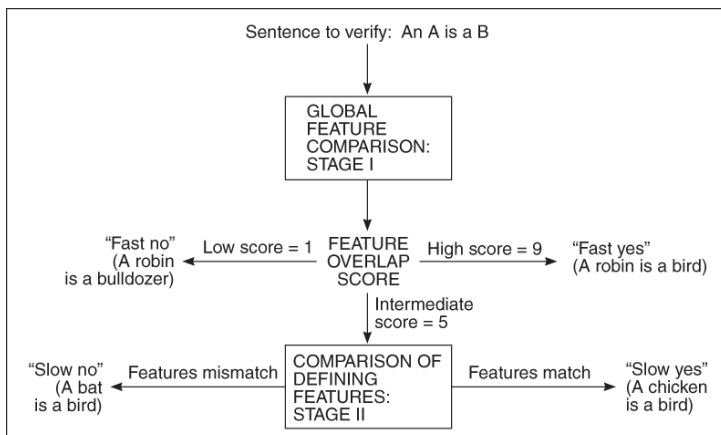 Sentence to verify: An A is a B
GLOBAL
FEATURE
COMPARISON:
STAGE I
“Fast no”
(A robin
is a bulldozer)
Low score = 1
FEATURE
OVERLAP
SCORE
High score = 9
“Fast yes”
(A robin is a bird)
Intermediate
score = 5
“Slow no”
(A bat
is a bird)
Features mismatch
COMPARISON OF
DEFINING
FEATURES:
STAGE II
Features match
“Slow yes”
(A chicken
is a bird)